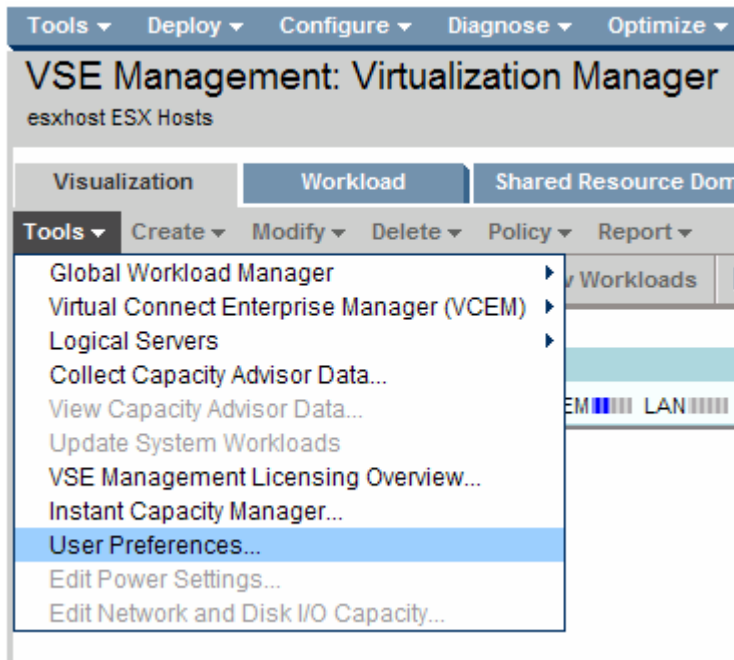 Tools Deploy Configure Diagnose Optimize
VSE Management: Virtualization Manager
esxhost ESX Hosts
Visualization Workload Shared Resource Dom
Tools Create Modify Delete Policy Report
Global Workload Manager
Workloads
Virtual Connect Enterprise Manager (VCEM)
Logical Servers
Collect Capacity Advisor Data...
View Capacity Advisor Data...
EM LAN
Update System Workloads
VSE Management Licensing Overview...
Instant Capacity Manager...
User Preferences...
Edit Power Settings...
Edit Network and Disk I/O Capacity...